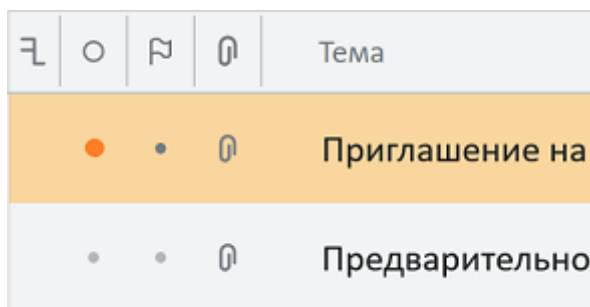 Тема
Приглашение на
Предварительно